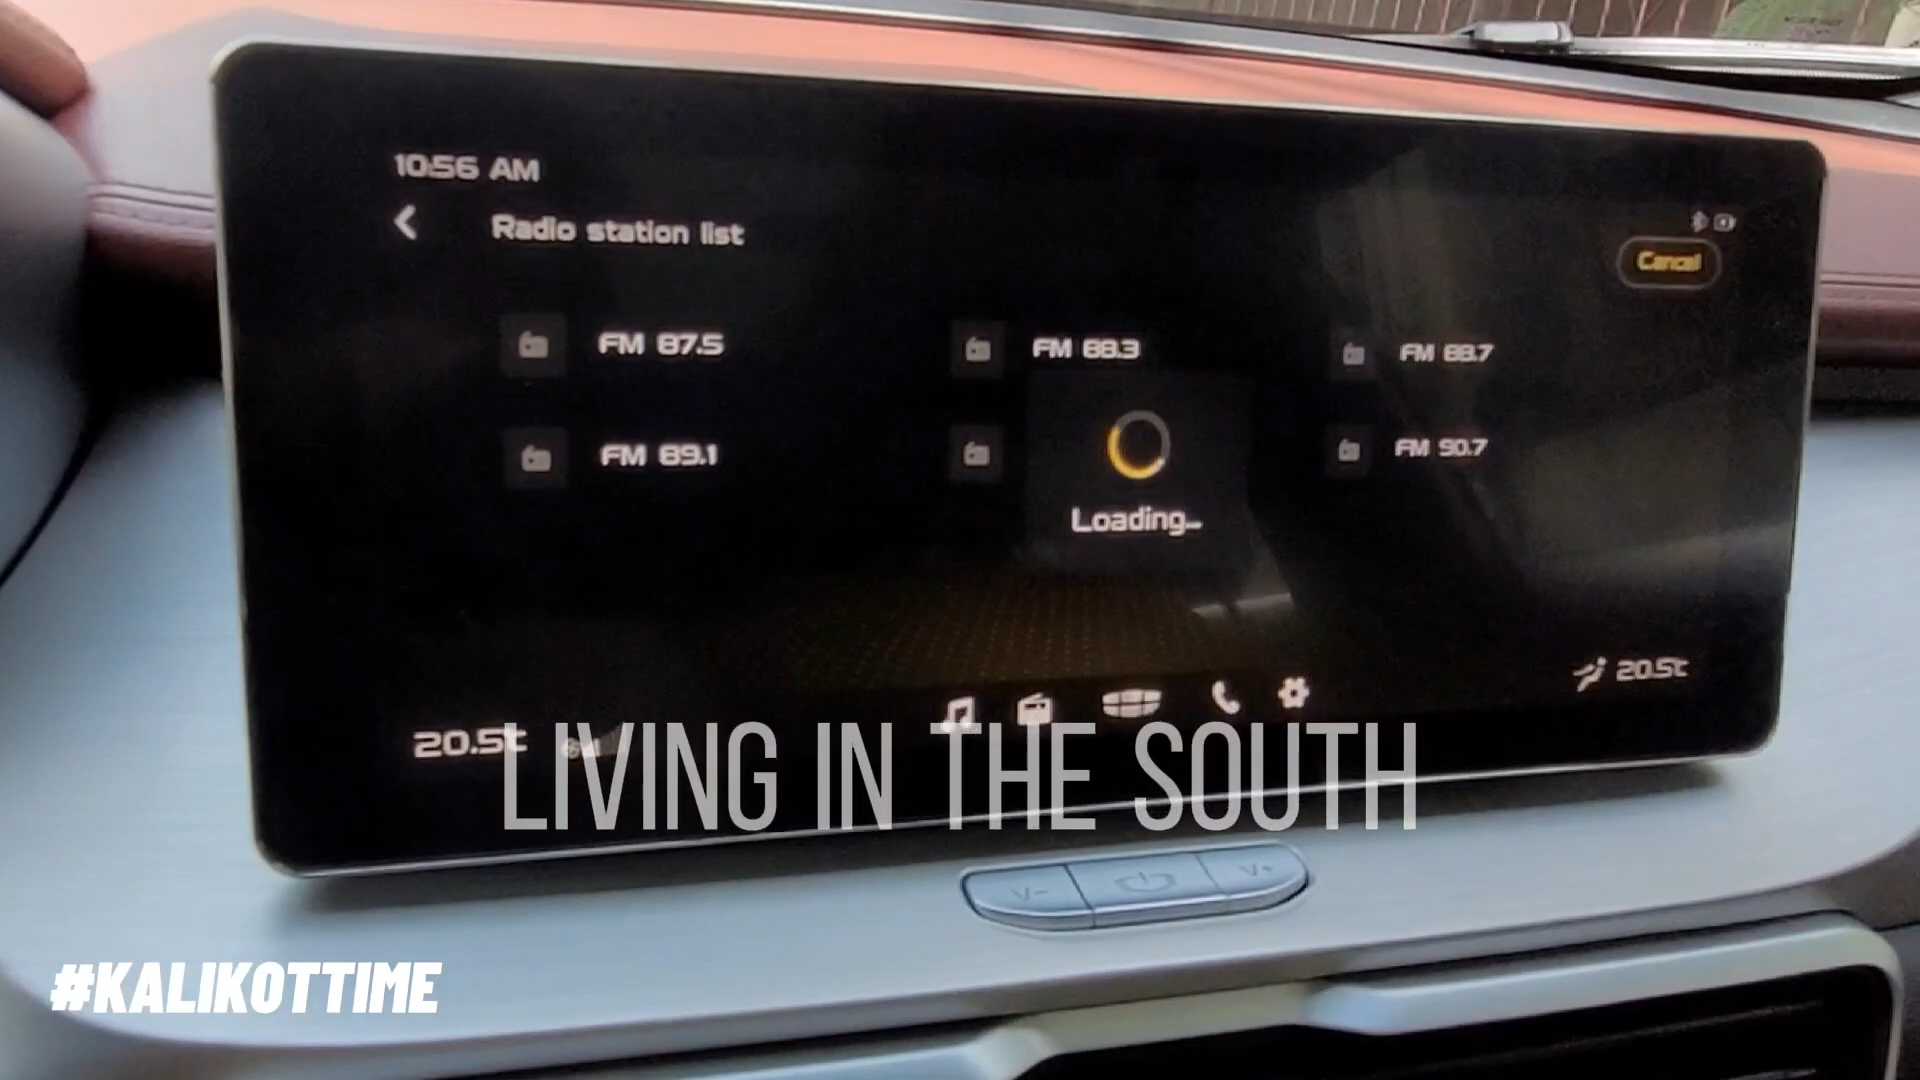 10:56 AM
Radio station list
Cancel
FM 87.5 FM 88.3 FM 88.7
FM 89.1 FM 90.7
Loading...
20.5℃
20.5℃
LIVING IN THE SOUTH
V- V+
#KALIKOTTIME